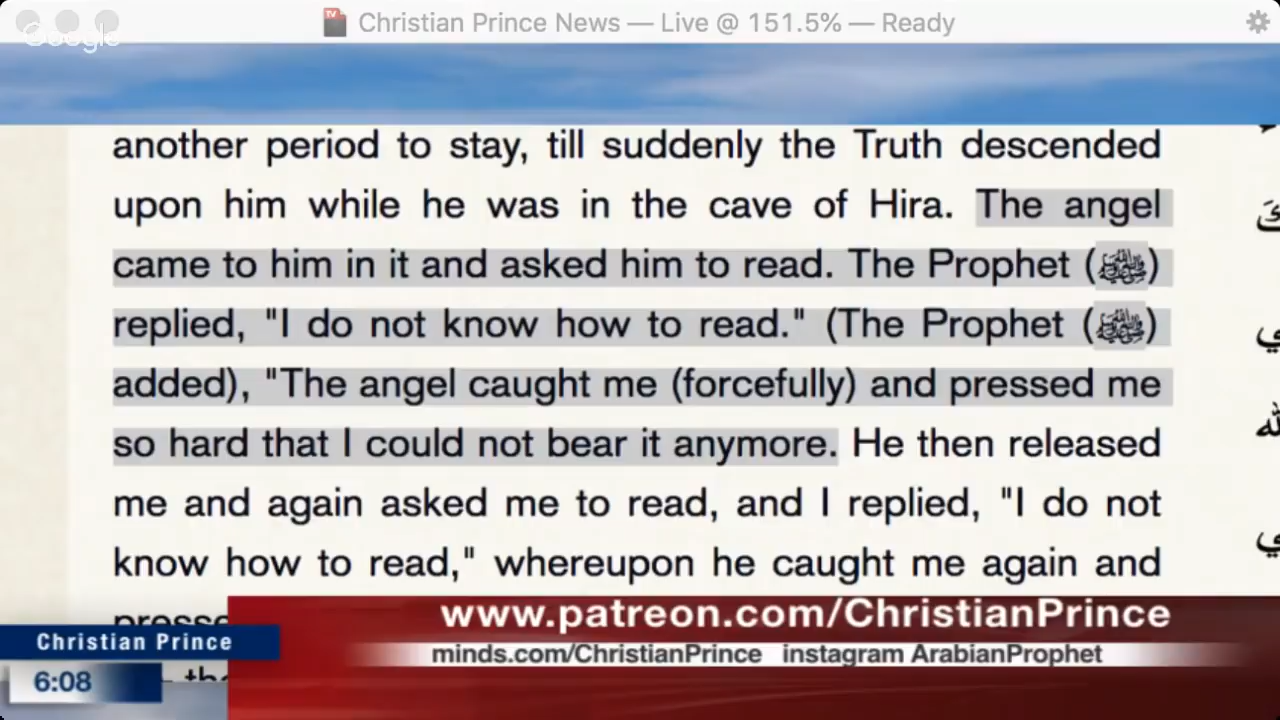 Christian Prince News — Live @ 151.5% — Ready
Google
another period to stay, till suddenly the Truth descended
upon him while he was in the cave of Hira. The angel
came to him in it and asked him to read. The Prophet (ﷺ)
replied, "I do not know how to read." (The Prophet (ﷺ)
added), "The angel caught me (forcefully) and pressed me
so hard that I could not bear it anymore. He then released
me and again asked me to read, and I replied, "I do not
know how to read," whereupon he caught me again and
www.patreon.com/ChristianPrince
Christian Prince
minds.com/ChristianPrince instagram ArabianProphet
6:08